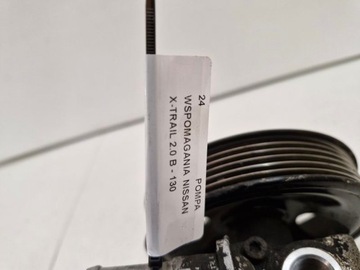 24 POMPA
WSPOMAGANIA NISSAN
X-TRAIL 2.0 B - 130